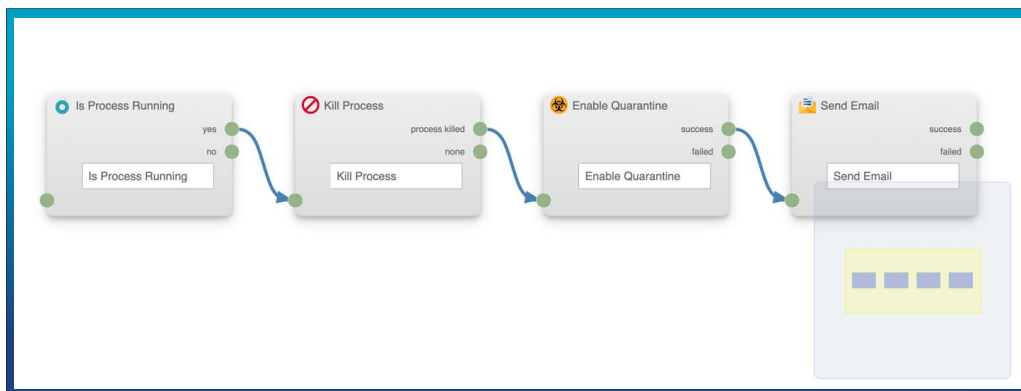 Is Process Running
yes
no
Is Process Running
Kill Process
process killed
none
Kill Process
Enable Quarantine
success
failed
Enable Quarantine
Send Email
success
failed
Send Email